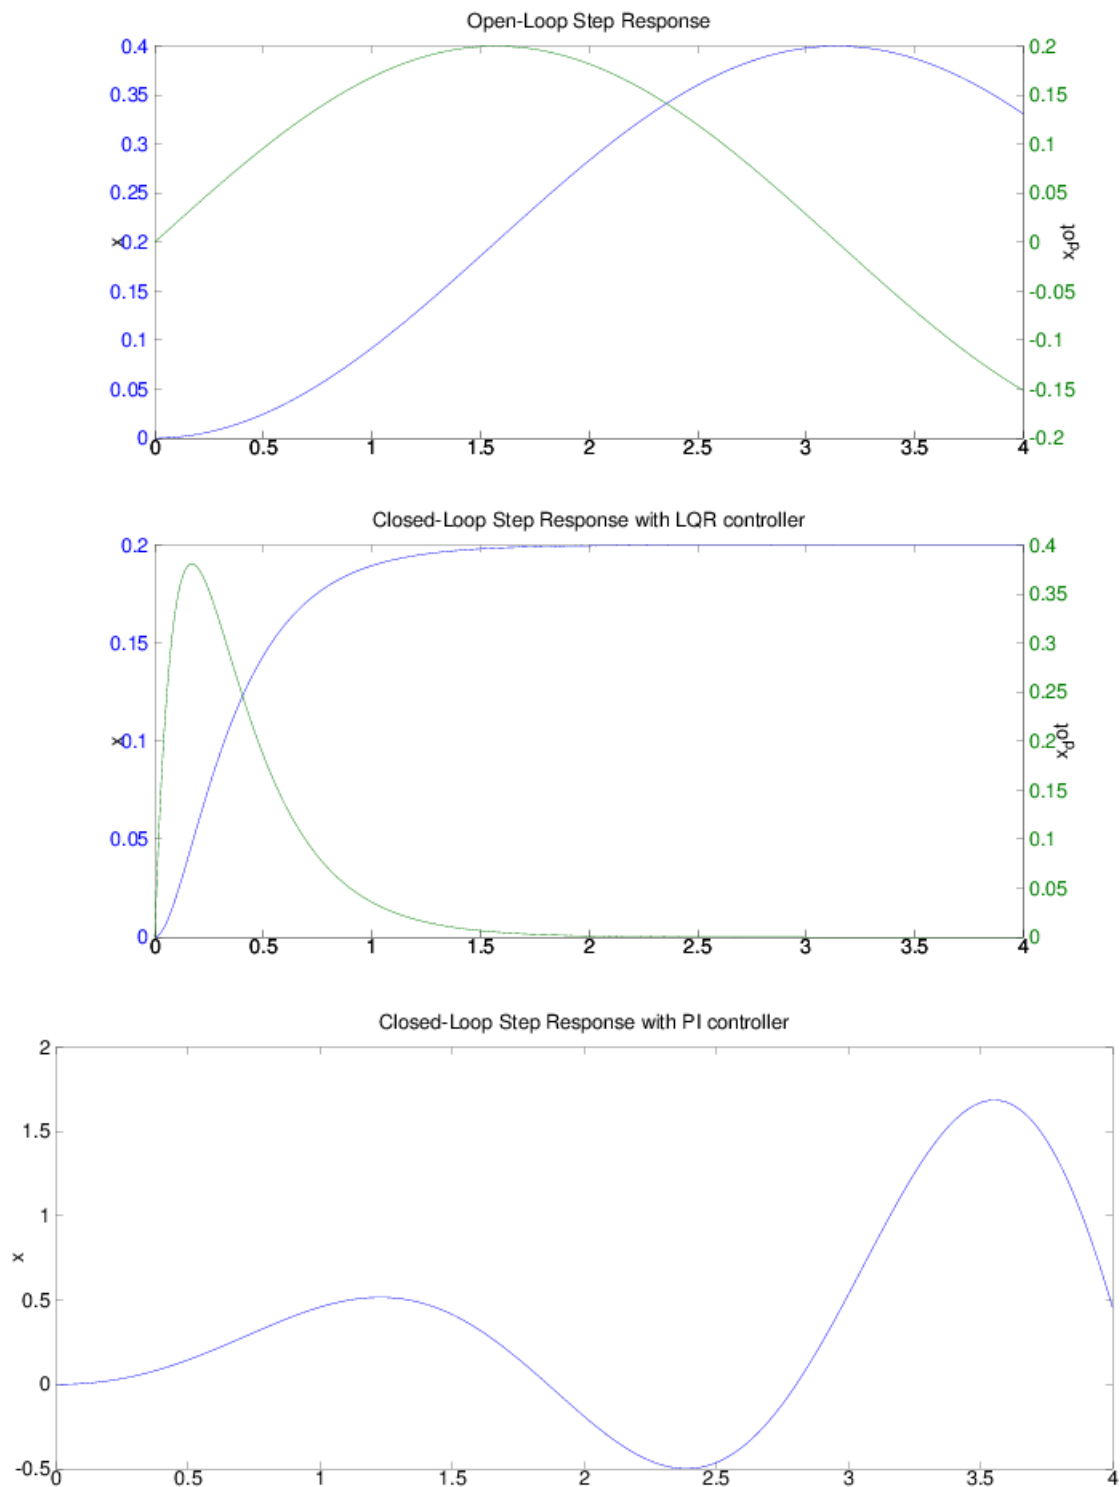 Open-Loop Step Response
0.4 0.2
0.35 0.15
0.3 0.1
0.25 0.05
x 0.2 0 x_dot
0.15 -0.05
0.1 -0.1
0.05 -0.15
0 -0.2
0 0.5 1 1.5 2 2.5 3 3.5 4
Closed-Loop Step Response with LQR controller
0.2 0.4
0.35
0.15 0.3
0.25
x 0.1 0.2 x_dot
0.15
0.05 0.1
0.05
0 0
0 0.5 1 1.5 2 2.5 3 3.5 4
Closed-Loop Step Response with PI controller
2
1.5
1
x
0.5
0
-0.5
0 0.5 1 1.5 2 2.5 3 3.5 4